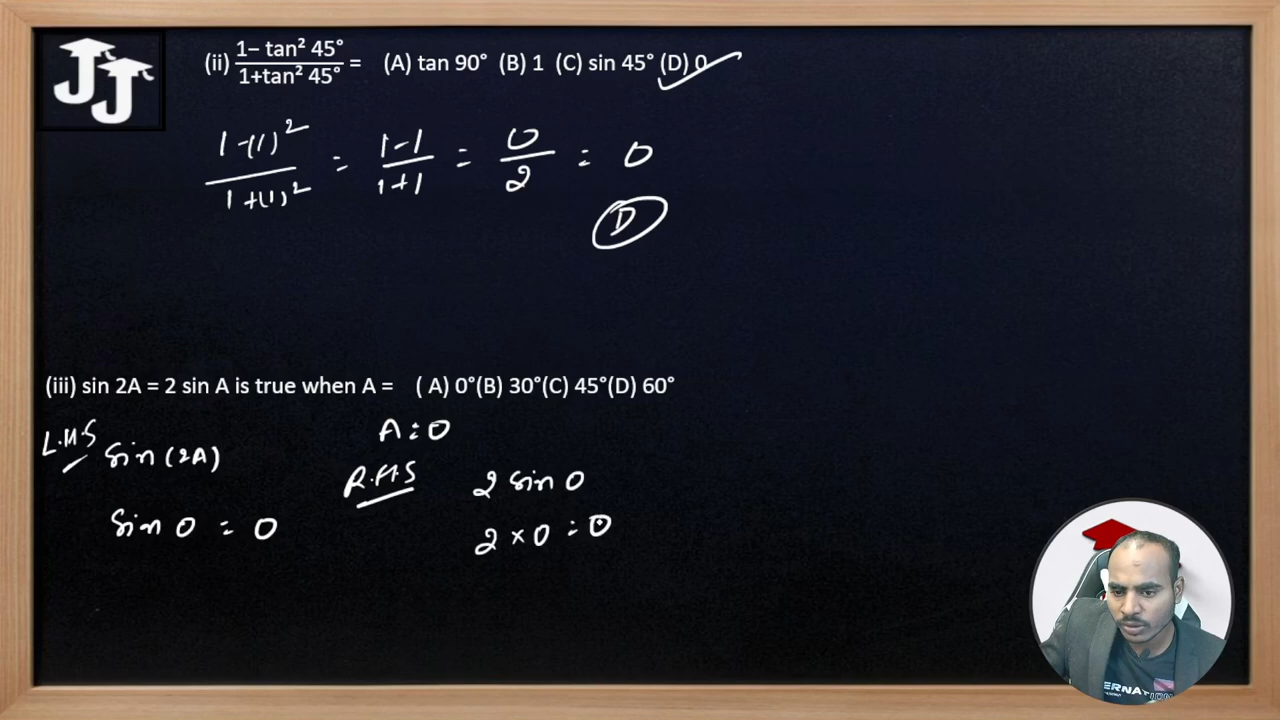 JJ
(ii) 1− tan² 45° / 1+tan² 45° = (A) tan 90° (B) 1 (C) sin 45° (D) 0
1-(1)² / 1+(1)² = 1-1 / 1+1 = 0 / 2 = 0
D
(iii) sin 2A = 2 sin A is true when A = ( A) 0°(B) 30°(C) 45°(D) 60°
A = 0
L.H.S sin (2A)
R.H.S 2 sin 0
sin 0 = 0
2 × 0 = 0
ERNAT